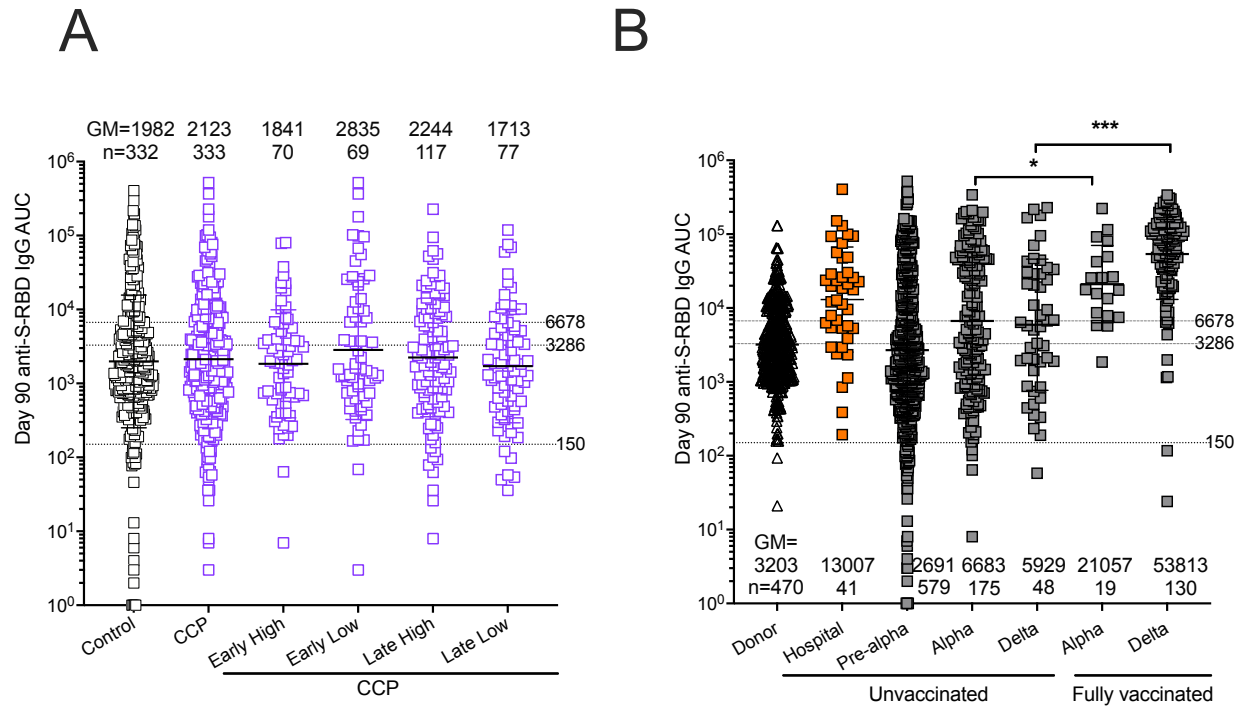 A
GM=1982 2123 1841 2835 2244 1713
n=332 333 70 69 117 77
Day 90 anti-S-RBD IgG AUC
10⁶
10⁵
10⁴
10³
10²
10¹
10⁰
6678
3286
150
Control CCP Early High Early Low Late High Late Low
CCP
B
***
*
Day 90 anti-S-RBD IgG AUC
10⁶
10⁵
10⁴
10³
10²
10¹
10⁰
6678
3286
150
GM=
3203 13007 2691 6683 5929 21057 53813
n=470 41 579 175 48 19 130
Donor Hospital Pre-alpha Alpha Delta Alpha Delta
Unvaccinated Fully vaccinated